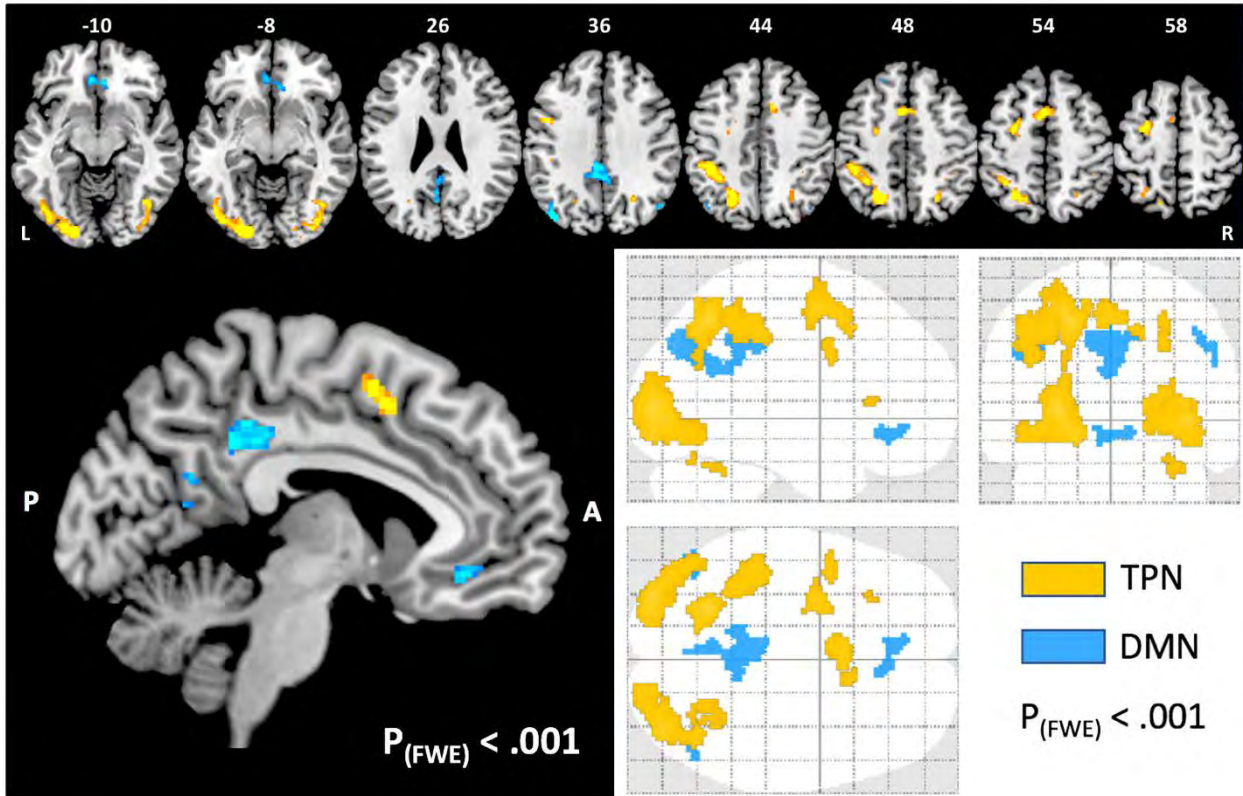 -10 -8 26 36 44 48 54 58
L R
P A
P(FWE) < .001
TPN
DMN
P(FWE) < .001